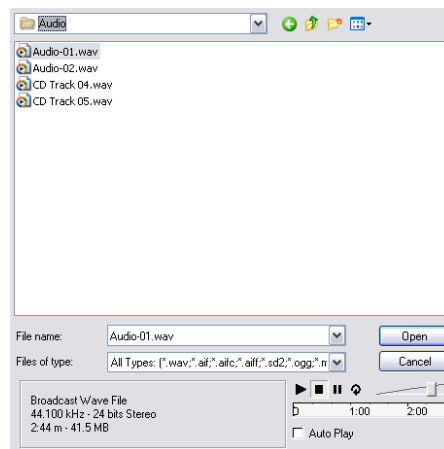 Audio
Audio-01.wav
Audio-02.wav
CD Track 04.wav
CD Track 05.wav
File name: Audio-01.wav Open
Files of type: All Types: (*.wav;*.aif;*.aifc;*.aiff;*.sd2;*.ogg;*.m Cancel
Broadcast Wave File
44.100 kHz - 24 bits Stereo
2:44 m - 41.5 MB
0 1:00 2:00
Auto Play